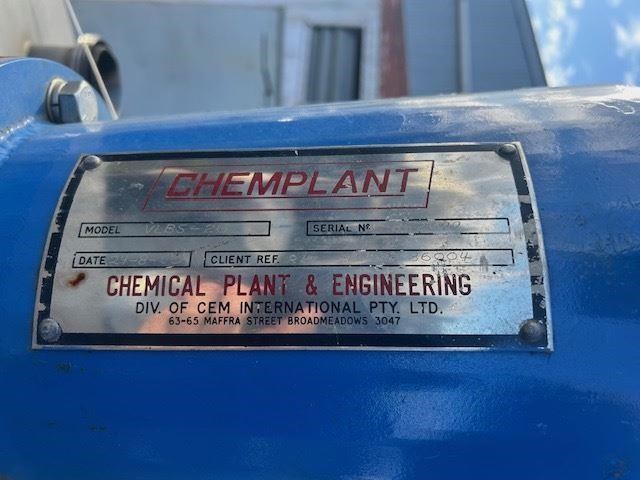 CHEMPLANT
MODEL SERIAL Nº
DATE CLIENT REF.
CHEMICAL PLANT & ENGINEERING
DIV. OF CEM INTERNATIONAL PTY. LTD.
63-65 MAFFRA STREET BROADMEADOWS 3047